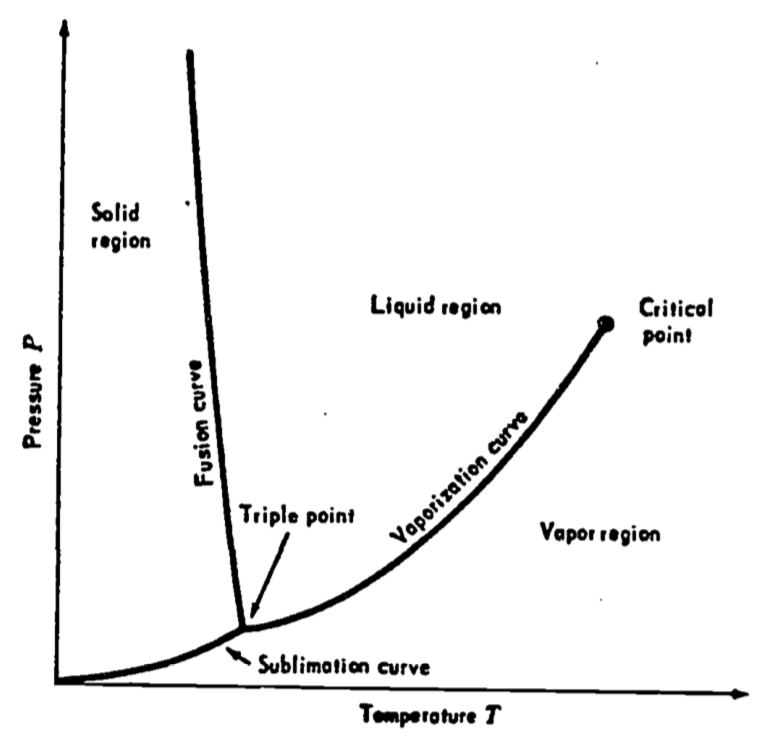 Solid
region
Liquid region
Critical
point
Pressure P
Fusion curve
Vaporization curve
Triple point
Vapor region
Sublimation curve
Temperature T